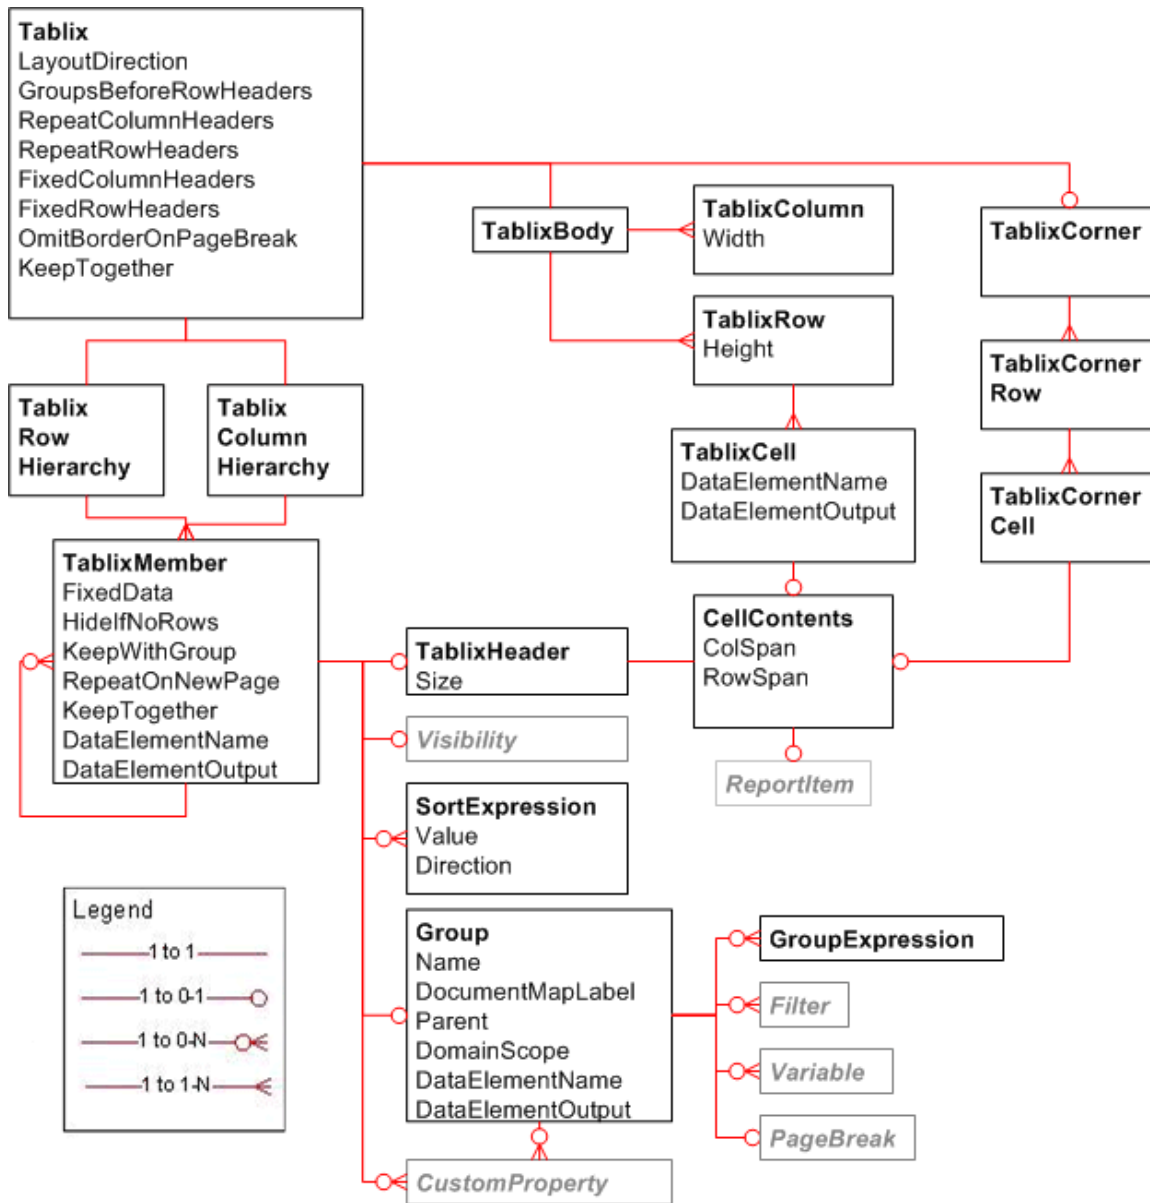 Tablix
LayoutDirection
GroupsBeforeRowHeaders
RepeatColumnHeaders
RepeatRowHeaders
FixedColumnHeaders
FixedRowHeaders
OmitBorderOnPageBreak
KeepTogether
TablixBody
TablixColumn
Width
TablixCorner
TablixRow
Height
TablixCorner
Row
Tablix
Row
Hierarchy
Tablix
Column
Hierarchy
TablixCell
DataElementName
DataElementOutput
TablixCorner
Cell
TablixMember
FixedData
HideIfNoRows
KeepWithGroup
RepeatOnNewPage
KeepTogether
DataElementName
DataElementOutput
TablixHeader
Size
CellContents
ColSpan
RowSpan
Visibility
ReportItem
SortExpression
Value
Direction
Legend
1 to 1
1 to 0-1
1 to 0-N
1 to 1-N
Group
Name
DocumentMapLabel
Parent
DomainScope
DataElementName
DataElementOutput
GroupExpression
Filter
Variable
PageBreak
CustomProperty